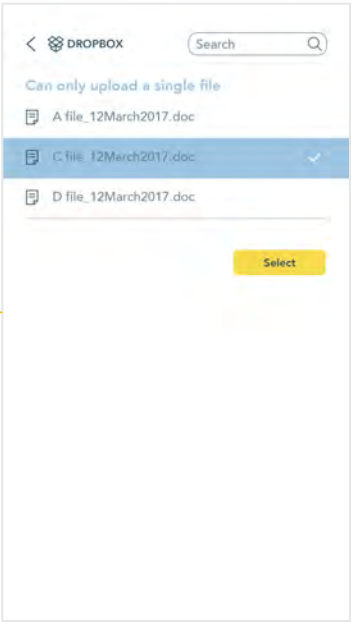 DROPBOX Search
Can only upload a single file
A file_12March2017.doc
C file_12March2017.doc
D file_12March2017.doc
Select